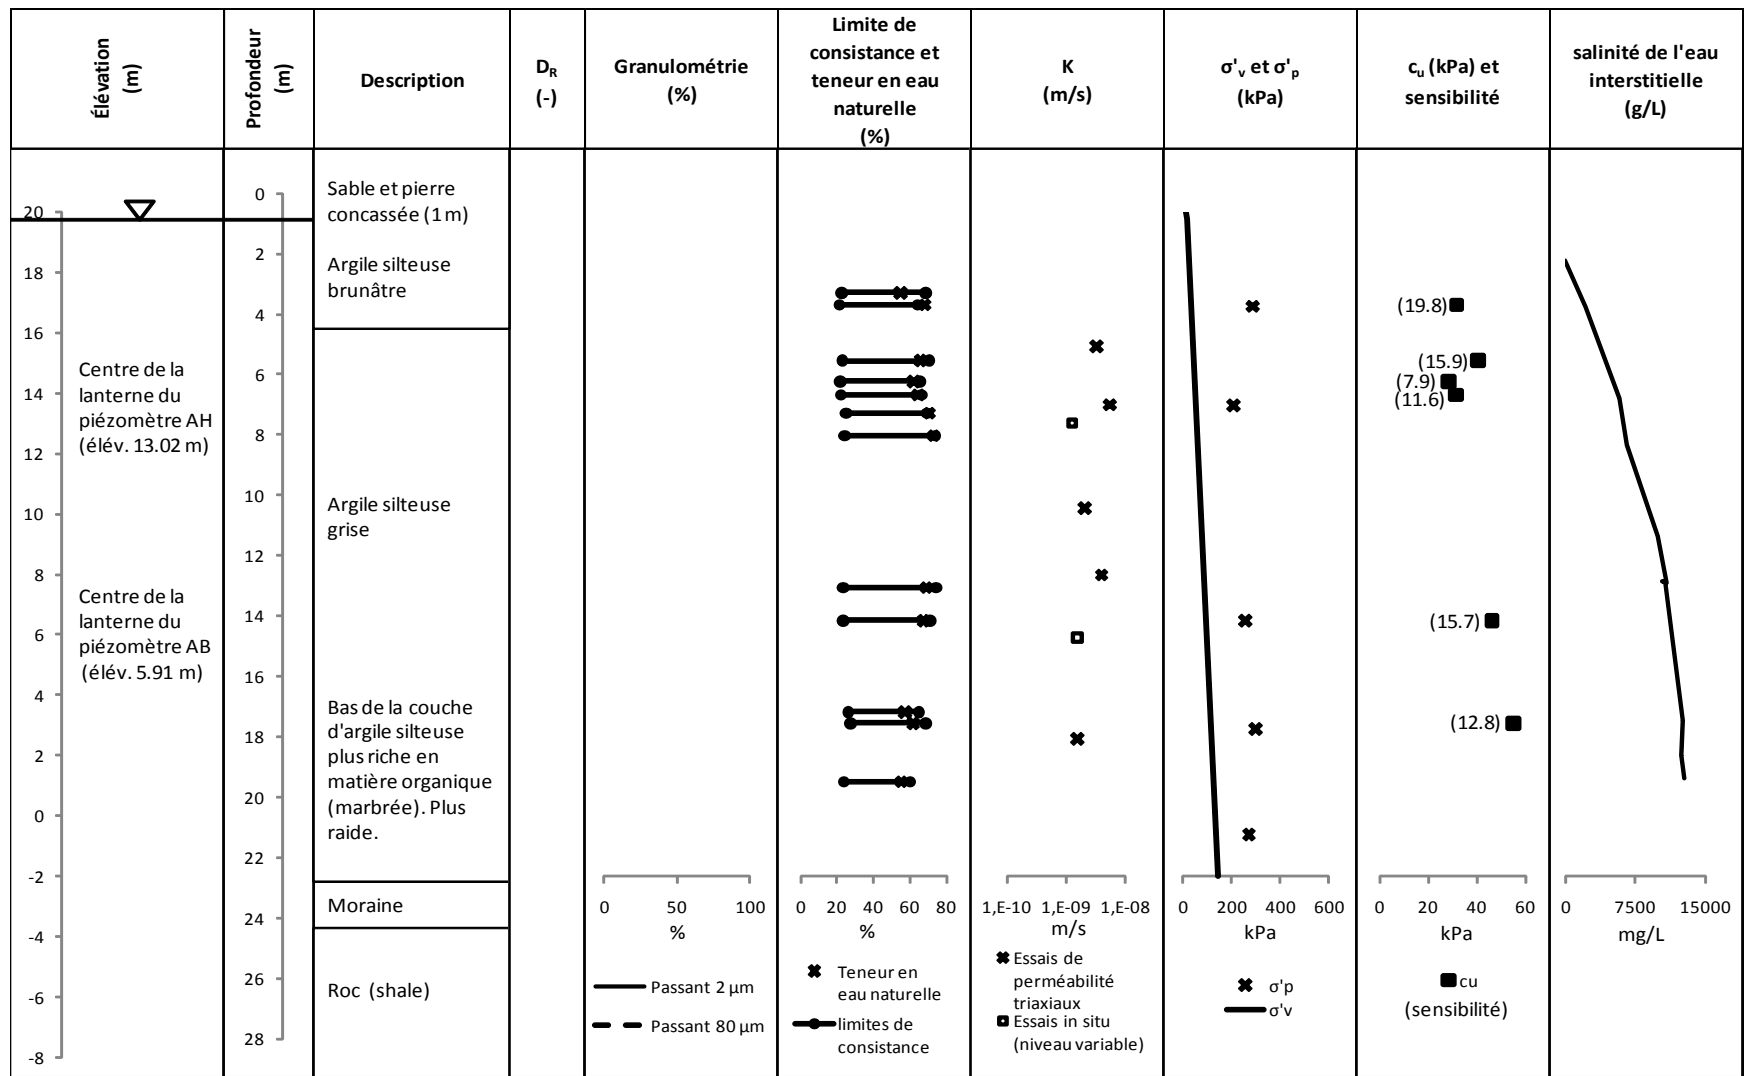 Élévation
(m)
Profondeur
(m)
Description
D_R
(-)
Granulométrie
(%)
Limite de
consistance et
teneur en eau
naturelle
(%)
K
(m/s)
σ'v et σ'p
(kPa)
cu (kPa) et
sensibilité
salinité de l'eau
interstitielle
(g/L)
20
18
16
14
12
10
8
6
4
2
0
-2
-4
-6
-8
Centre de la
lanterne du
piézomètre AH
(élév. 13.02 m)
Centre de la
lanterne du
piézomètre AB
(élév. 5.91 m)
0
2
4
6
8
10
12
14
16
18
20
22
24
26
28
Sable et pierre
concassée (1 m)
Argile silteuse
brunâtre
Argile silteuse
grise
Bas de la couche
d'argile silteuse
plus riche en
matière organique
(marbrée). Plus
raide.
Moraine
Roc (shale)
0 50 100
%
Passant 2 µm
Passant 80 µm
0 20 40 60 80
%
Teneur en
eau naturelle
limites de
consistance
1,E-10 1,E-09 1,E-08
m/s
Essais de
perméabilité
triaxiaux
Essais in situ
(niveau variable)
0 200 400 600
kPa
σ'p
σ'v
(19.8)
(15.9)
(7.9)
(11.6)
(15.7)
(12.8)
0 20 40 60
kPa
cu
(sensibilité)
0 7500 15000
mg/L